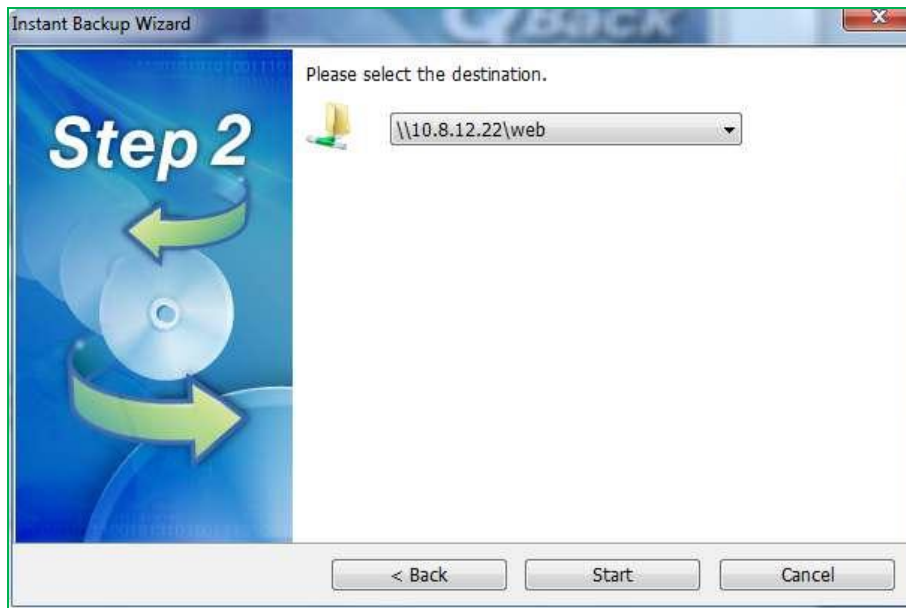 Instant Backup Wizard
Please select the destination.
\\10.8.12.22\web
Step 2
< Back
Start
Cancel